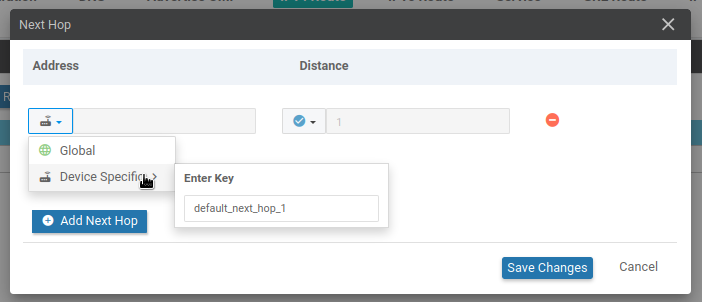 Next Hop
Address
Distance
1
Global
Device Specific
Enter Key
default_next_hop_1
Add Next Hop
Save Changes
Cancel